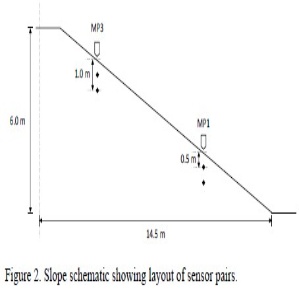 MP3
1.0 m
6.0 m
MP1
0.5 m
14.5 m
Figure 2. Slope schematic showing layout of sensor pairs.